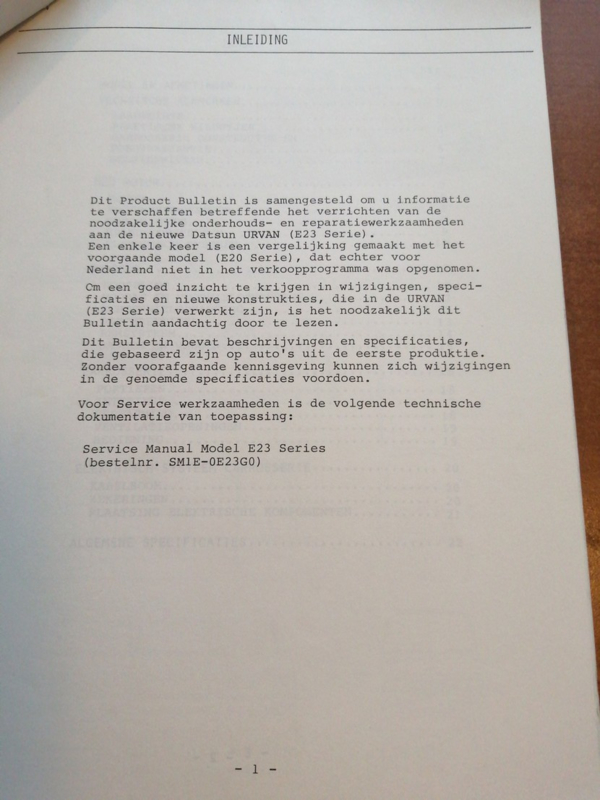 INLEIDING
Dit Product Bulletin is samengesteld om u informatie
te verschaffen betreffende het verrichten van de
noodzakelijke onderhouds- en reparatiewerkzaamheden
aan de nieuwe Datsun URVAN (E23 Serie).
Een enkele keer is een vergelijking gemaakt met het
voorgaande model (E20 Serie), dat echter voor
Nederland niet in het verkoopprogramma was opgenomen.
Cm een goed inzicht te krijgen in wijzigingen, speci-
ficaties en nieuwe konstrukties, die in de URVAN
(E23 Serie) verwerkt zijn, is het noodzakelijk dit
Bulletin aandachtig door te lezen.
Dit Bulletin bevat beschrijvingen en specificaties,
die gebaseerd zijn op auto's uit de eerste produktie.
Zonder voorafgaande kennisgeving kunnen zich wijzigingen
in de genoemde specificaties voordoen.
Voor Service werkzaamheden is de volgende technische
dokumentatie van toepassing:
Service Manual Model E23 Series
(bestelnr. SM1E-0E23G0)
ALGEMENE SPECIFICATIES
- 1 -